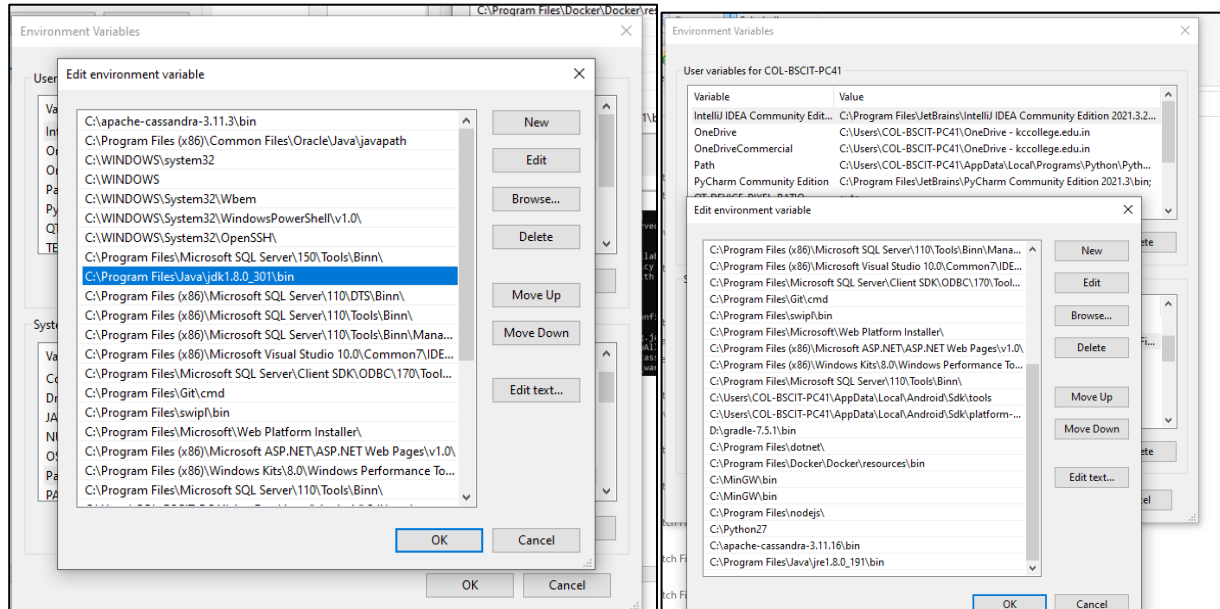 C:\Program Files\Docker\Docker\res
Environment Variables
User
Edit environment variable
C:\apache-cassandra-3.11.3\bin
New
C:\Program Files (x86)\Common Files\Oracle\Java\javapath
C:\WINDOWS\system32
Edit
C:\WINDOWS
C:\WINDOWS\System32\Wbem
Browse...
C:\WINDOWS\System32\WindowsPowerShell\v1.0\
C:\WINDOWS\System32\OpenSSH\
Delete
C:\Program Files\Microsoft SQL Server\150\Tools\Binn\
C:\Program Files\Java\jdk1.8.0_301\bin
C:\Program Files (x86)\Microsoft SQL Server\110\DTS\Binn\
Move Up
C:\Program Files (x86)\Microsoft SQL Server\110\Tools\Binn\
C:\Program Files (x86)\Microsoft SQL Server\110\Tools\Binn\Mana...
Move Down
C:\Program Files (x86)\Microsoft Visual Studio 10.0\Common7\IDE...
C:\Program Files\Microsoft SQL Server\Client SDK\ODBC\170\Tool...
C:\Program Files\Git\cmd
Edit text...
C:\Program Files\swipl\bin
C:\Program Files\Microsoft\Web Platform Installer\
C:\Program Files (x86)\Microsoft ASP.NET\ASP.NET Web Pages\v1.0\
C:\Program Files (x86)\Windows Kits\8.0\Windows Performance To...
C:\Program Files\Microsoft SQL Server\110\Tools\Binn\
OK
Cancel
OK
Cancel
Environment Variables
User variables for COL-BSCIT-PC41
Variable Value
IntelliJ IDEA Community Edit... C:\Program Files\JetBrains\IntelliJ IDEA Community Edition 2021.3.2...
OneDrive C:\Users\COL-BSCIT-PC41\OneDrive - kccollege.edu.in
OneDriveCommercial C:\Users\COL-BSCIT-PC41\OneDrive - kccollege.edu.in
Path C:\Users\COL-BSCIT-PC41\AppData\Local\Programs\Python\Pyth...
PyCharm Community Edition C:\Program Files\JetBrains\PyCharm Community Edition 2021.3\bin;
Edit environment variable
C:\Program Files (x86)\Microsoft SQL Server\110\Tools\Binn\Mana...
New
C:\Program Files (x86)\Microsoft Visual Studio 10.0\Common7\IDE...
C:\Program Files\Microsoft SQL Server\Client SDK\ODBC\170\Tool...
Edit
C:\Program Files\Git\cmd
C:\Program Files\swipl\bin
Browse...
C:\Program Files\Microsoft\Web Platform Installer\
C:\Program Files (x86)\Microsoft ASP.NET\ASP.NET Web Pages\v1.0\
Delete
C:\Program Files (x86)\Windows Kits\8.0\Windows Performance To...
C:\Program Files\Microsoft SQL Server\110\Tools\Binn\
C:\Users\COL-BSCIT-PC41\AppData\Local\Android\Sdk\tools
Move Up
C:\Users\COL-BSCIT-PC41\AppData\Local\Android\Sdk\platform-...
D:\gradle-7.5.1\bin
Move Down
C:\Program Files\dotnet\
C:\Program Files\Docker\Docker\resources\bin
C:\MinGW\bin
Edit text...
C:\MinGW\bin
C:\Program Files\nodejs\
C:\Python27
C:\apache-cassandra-3.11.16\bin
C:\Program Files\Java\jre1.8.0_191\bin
OK
Cancel